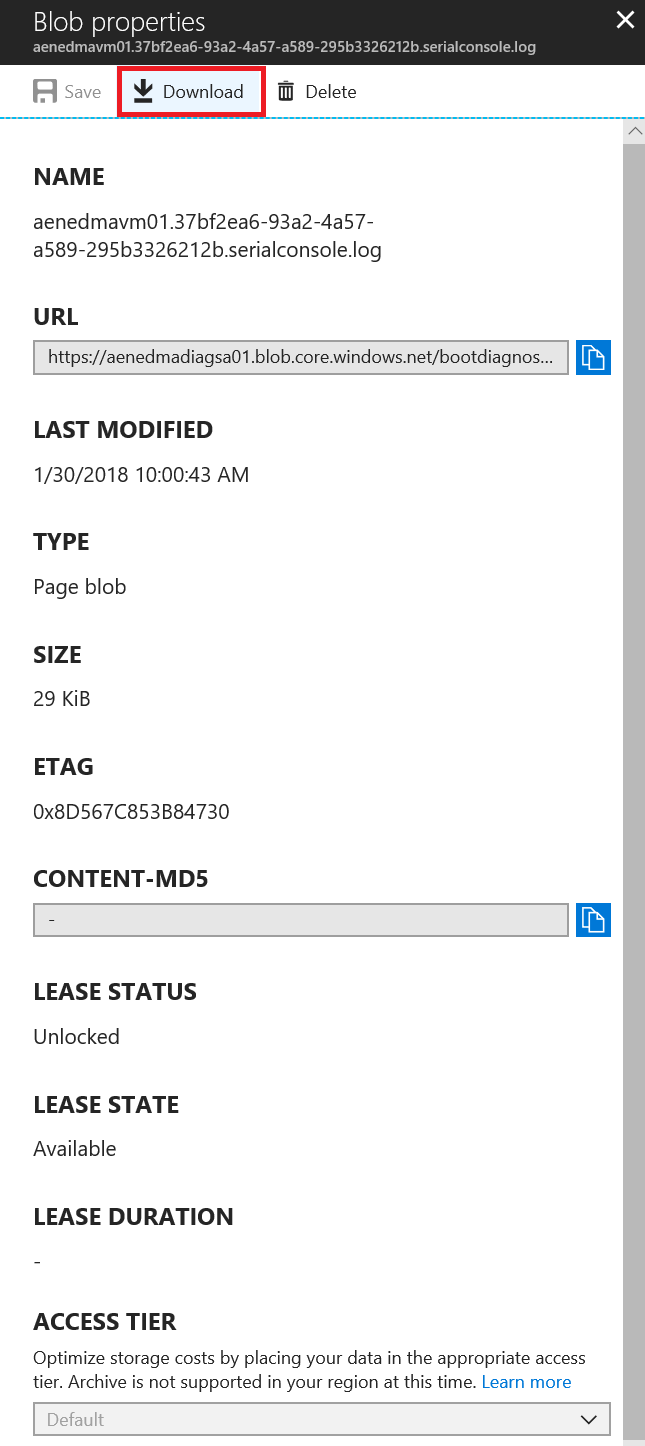 Blob properties
aenedmavm01.37bf2ea6-93a2-4a57-a589-295b3326212b.serialconsole.log
Save Download Delete
NAME
aenedmavm01.37bf2ea6-93a2-4a57-
a589-295b3326212b.serialconsole.log
URL
https://aenedmadiagsa01.blob.core.windows.net/bootdiagnos...
LAST MODIFIED
1/30/2018 10:00:43 AM
TYPE
Page blob
SIZE
29 KiB
ETAG
0x8D567C853B84730
CONTENT-MD5
-
LEASE STATUS
Unlocked
LEASE STATE
Available
LEASE DURATION
-
ACCESS TIER
Optimize storage costs by placing your data in the appropriate access
tier. Archive is not supported in your region at this time. Learn more
Default